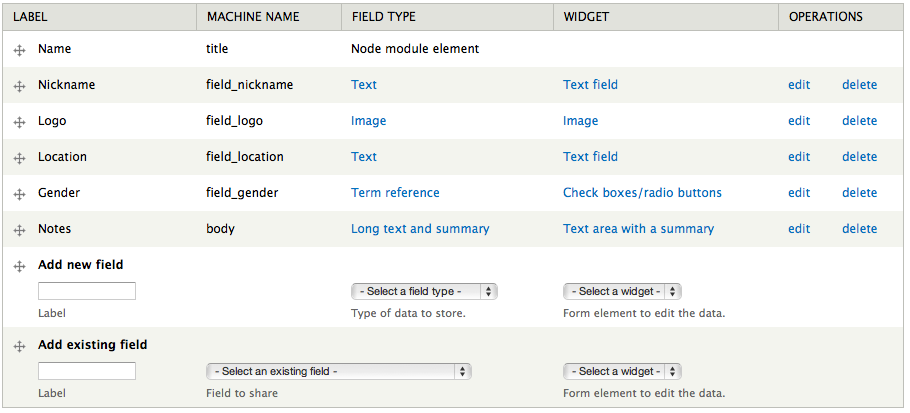 LABEL MACHINE NAME FIELD TYPE WIDGET OPERATIONS
Name title Node module element
Nickname field_nickname Text Text field edit delete
Logo field_logo Image Image edit delete
Location field_location Text Text field edit delete
Gender field_gender Term reference Check boxes/radio buttons edit delete
Notes body Long text and summary Text area with a summary edit delete
Add new field
- Select a field type - - Select a widget -
Label Type of data to store. Form element to edit the data.
Add existing field
- Select an existing field - - Select a widget -
Label Field to share Form element to edit the data.